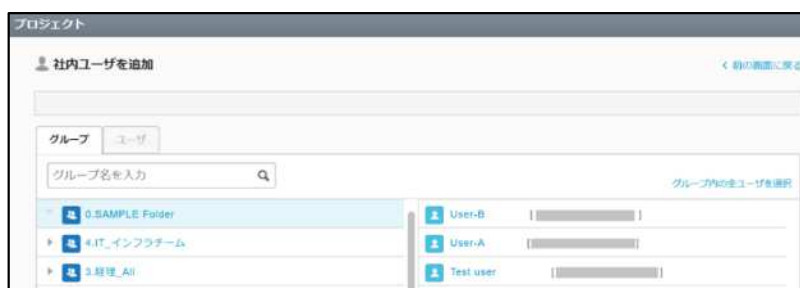 プロジェクト
社内ユーザを追加
< 前の画面に戻る
グループ ユーザ
グループ名を入力
グループ内の全ユーザを選択
0.SAMPLE Folder
4.IT_インフラチーム
3.経理_All
User-B [ ]
User-A [ ]
Test user [ ]